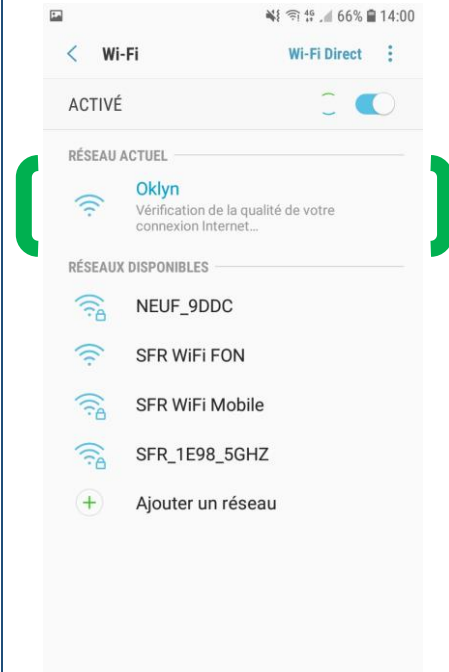 66% 14:00
Wi-Fi Wi-Fi Direct
ACTIVÉ
RÉSEAU ACTUEL
Oklyn
Vérification de la qualité de votre
connexion Internet...
RÉSEAUX DISPONIBLES
NEUF_9DDC
SFR WiFi FON
SFR WiFi Mobile
SFR_1E98_5GHZ
Ajouter un réseau